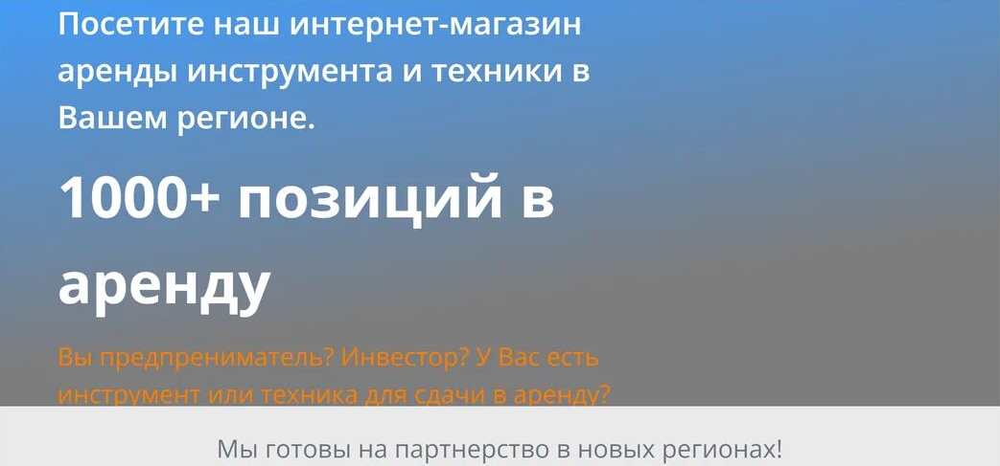 Посетите наш интернет-магазин
аренды инструмента и техники в
Вашем регионе.
1000+ позиций в
аренду
Вы предпрениматель? Инвестор? У Вас есть
инструмент или техника для сдачи в аренду?
Мы готовы на партнерство в новых регионах!